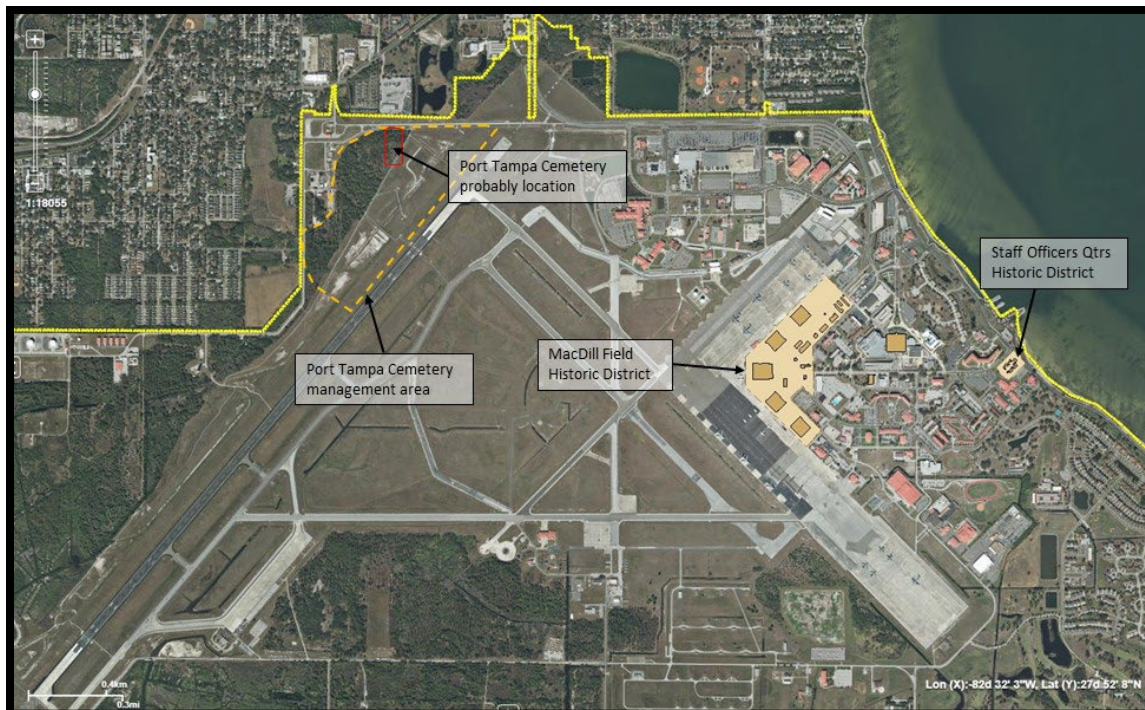 Port Tampa Cemetery
probably location
1:18055
Staff Officers Qtrs
Historic District
MacDill Field
Historic District
Port Tampa Cemetery
management area
Lon (X):-82d 32' 3"W, Lat (Y):27d 52' 8"N
0.4km
0.3mi